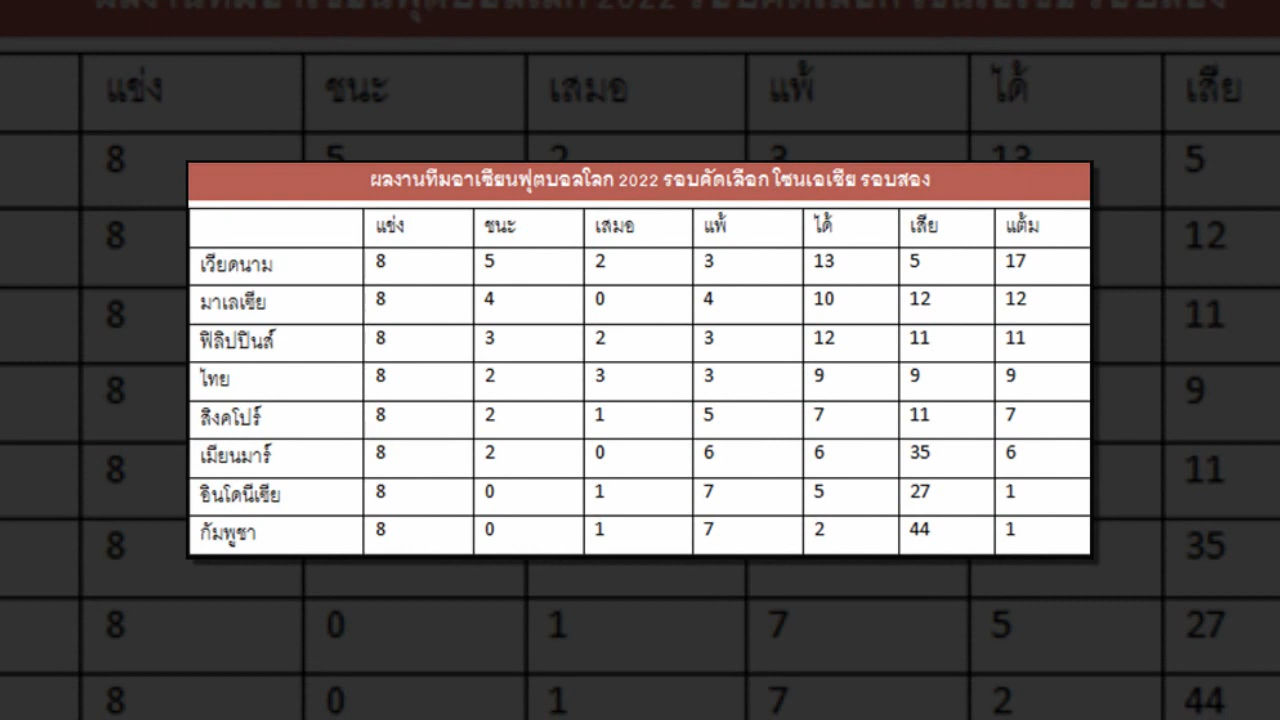 ผลงานทีมอาเซียนฟุตบอลโลก 2022 รอบคัดเลือก โซนเอเชีย รอบสอง
แข่ง ชนะ เสมอ แพ้ ได้ เสีย แต้ม
เวียดนาม 8 5 2 3 13 5 17
มาเลเซีย 8 4 0 4 10 12 12
ฟิลิปปินส์ 8 3 2 3 12 11 11
ไทย 8 2 3 3 9 9 9
สิงคโปร์ 8 2 1 5 7 11 7
เมียนมาร์ 8 2 0 6 6 35 6
อินโดนีเซีย 8 0 1 7 5 27 1
กัมพูชา 8 0 1 7 2 44 1